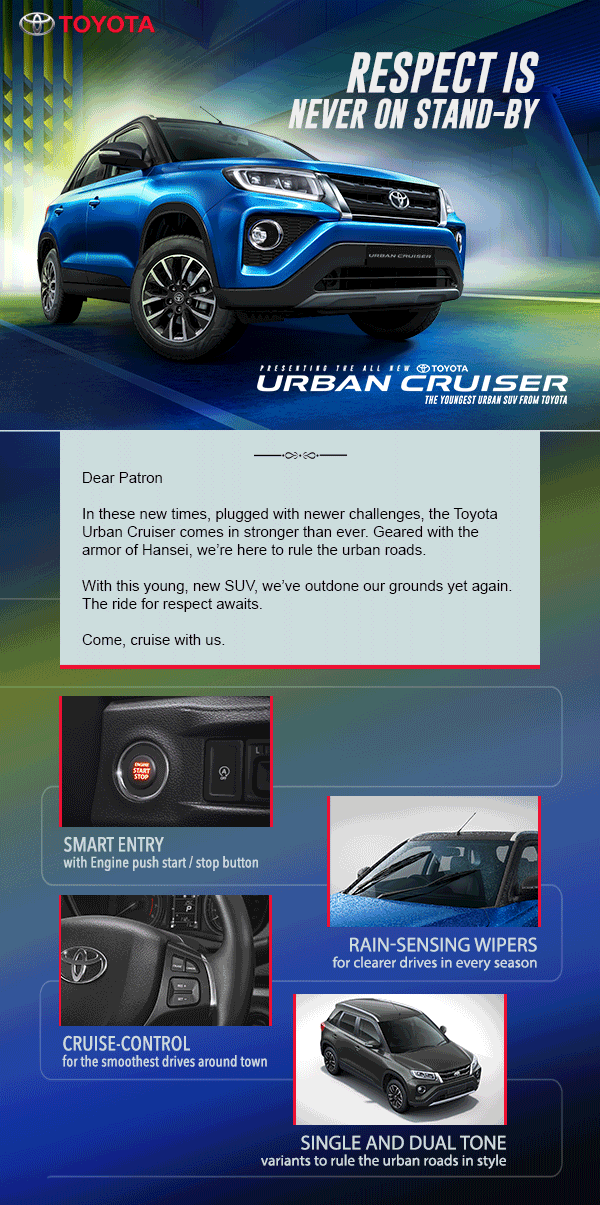 TOYOTA
RESPECT IS
NEVER ON STAND-BY
URBAN CRUISER
PRESENTING THE ALL NEW TOYOTA
URBAN CRUISER
THE YOUNGEST URBAN SUV FROM TOYOTA
Dear Patron
In these new times, plugged with newer challenges, the Toyota
Urban Cruiser comes in stronger than ever. Geared with the
armor of Hansei, we’re here to rule the urban roads.
With this young, new SUV, we’ve outdone our grounds yet again.
The ride for respect awaits.
Come, cruise with us.
ENGINE
START
STOP
OFF
SMART ENTRY
with Engine push start / stop button
RAIN-SENSING WIPERS
for clearer drives in every season
P
CANCEL
RES +
SET -
CRUISE-CONTROL
for the smoothest drives around town
SINGLE AND DUAL TONE
variants to rule the urban roads in style